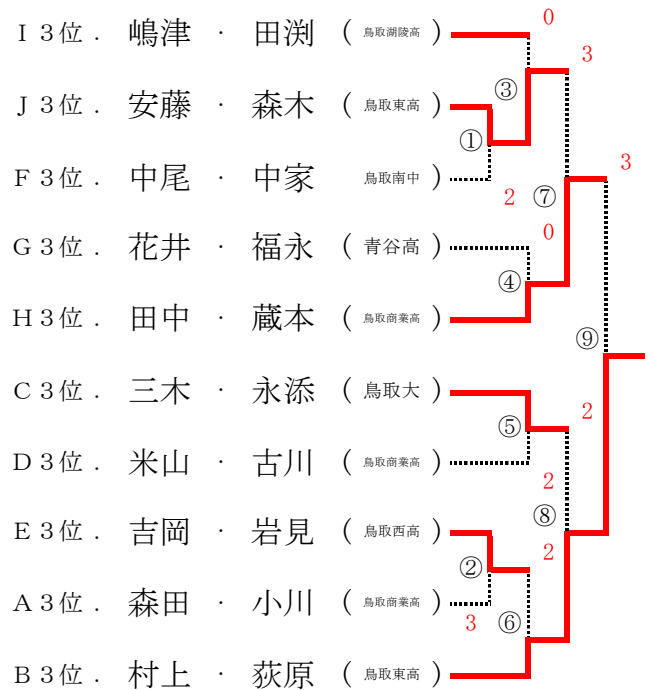 I3位． 嶋津 ・ 田渕 （ 鳥取湖陵高 ） 0
3
J3位． 安藤 ・ 森木 （ 鳥取東高 ） ③
①
F3位． 中尾 ・ 中家 鳥取南中 ） 2 ⑦ 3
G3位． 花井 ・ 福永 （ 青谷高 ） 0
④
H3位． 田中 ・ 蔵本 （ 鳥取商業高 ）
⑨
C3位． 三木 ・ 永添 （ 鳥取大 ）
⑤ 2
D3位． 米山 ・ 古川 （ 鳥取商業高 ） 2
⑧
E3位． 吉岡 ・ 岩見 （ 鳥取西高 ） 2
②
A3位． 森田 ・ 小川 （ 鳥取商業高 ） 3 ⑥
B3位． 村上 ・ 荻原 （ 鳥取東高 ）